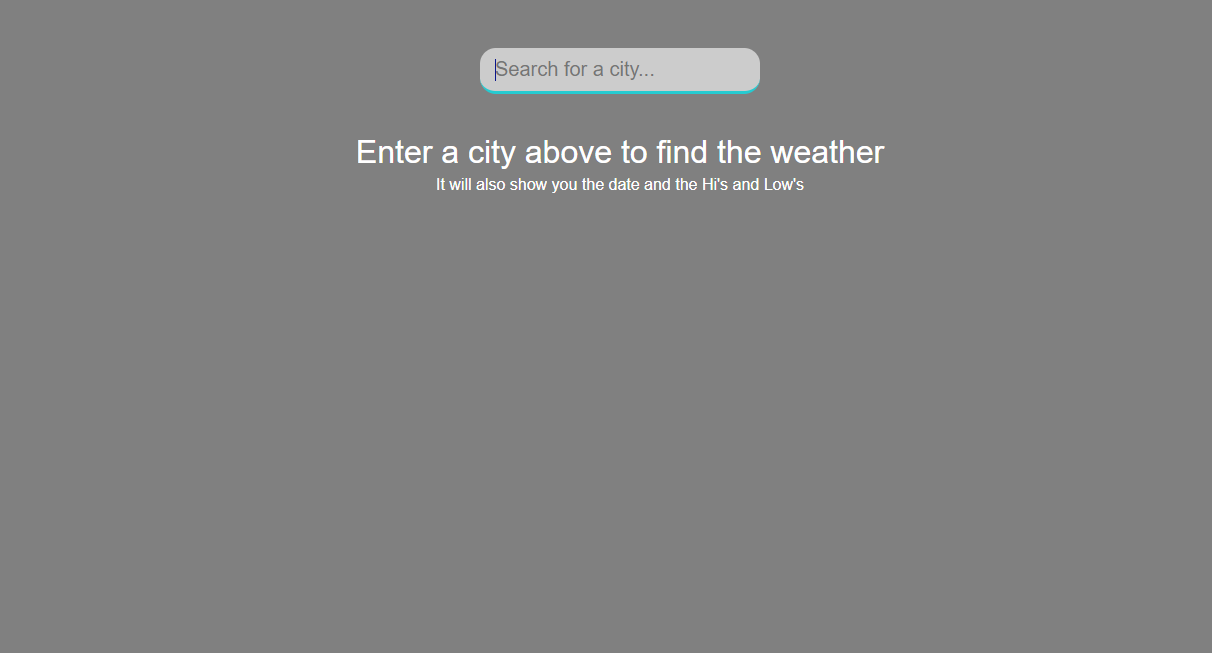 Search for a city...
Enter a city above to find the weather
It will also show you the date and the Hi's and Low's